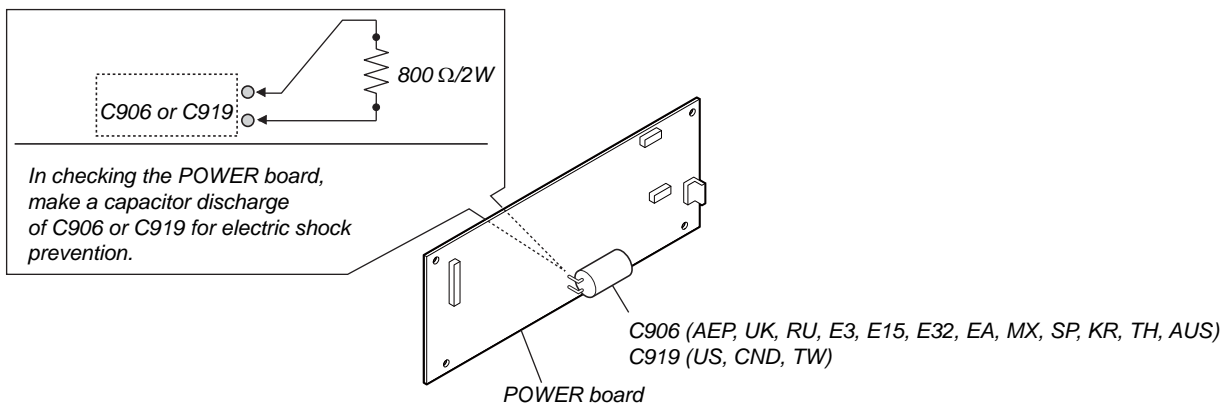 800 Ω/2W
C906 or C919
In checking the POWER board,
make a capacitor discharge
of C906 or C919 for electric shock
prevention.
C906 (AEP, UK, RU, E3, E15, E32, EA, MX, SP, KR, TH, AUS)
C919 (US, CND, TW)
POWER board